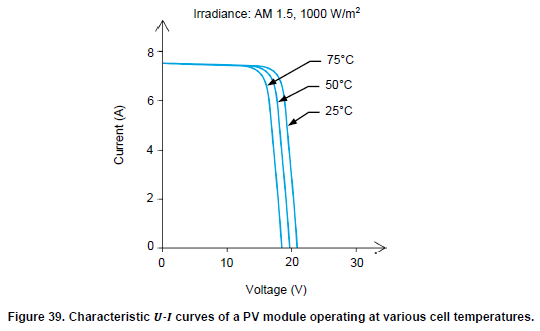 Irradiance: AM 1.5, 1000 W/m²
8
6
4
2
0
Current (A)
75°C
50°C
25°C
0
10
20
30
Voltage (V)
Figure 39. Characteristic U-I curves of a PV module operating at various cell temperatures.